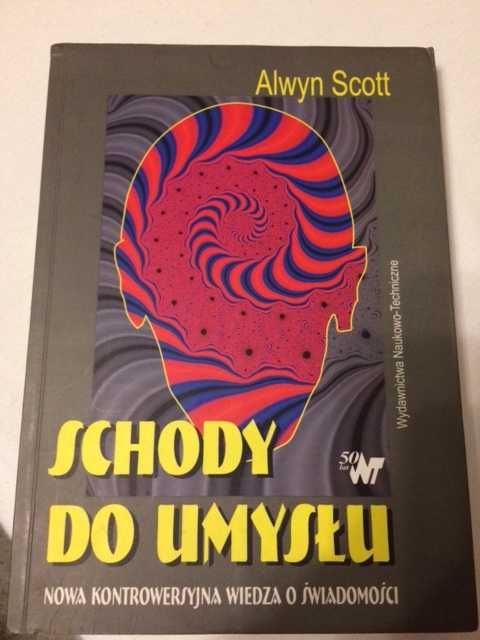 Alwyn Scott
Wydawnictwa Naukowo-Techniczne
50
lat
WNT
SCHODY
DO UMYSŁU
NOWA KONTROWERSYJNA WIEDZA O ŚWIADOMOŚCI